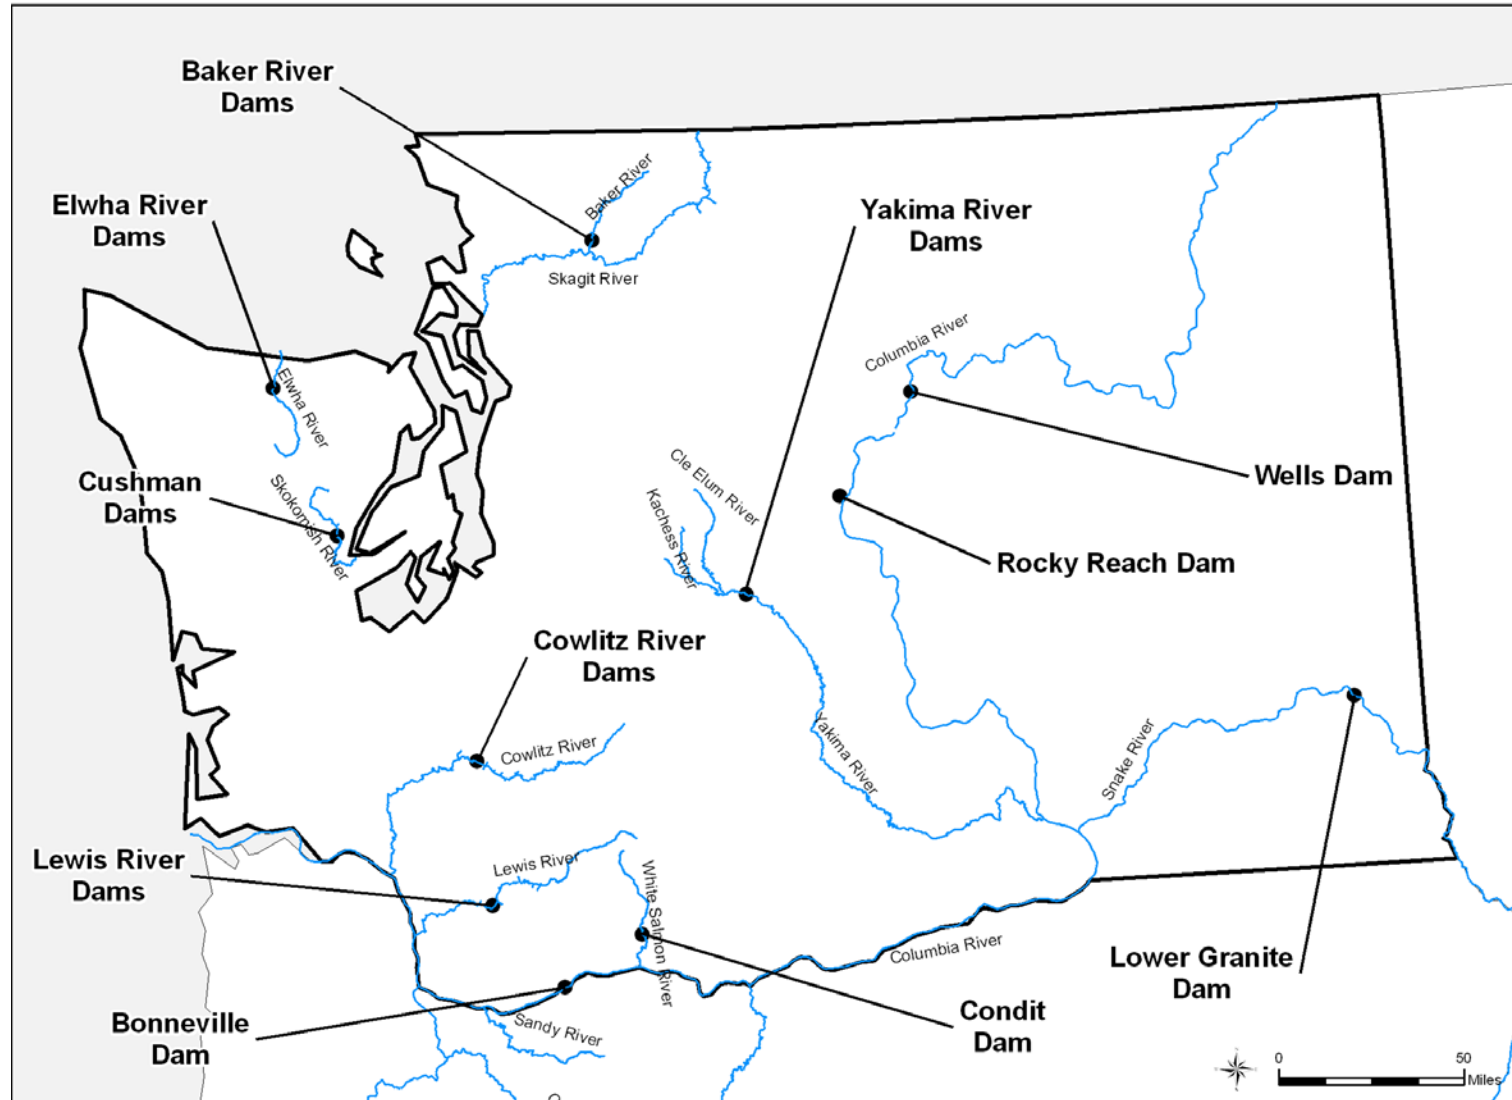 Baker River
Dams
Baker River
Elwha River
Dams
Yakima River
Dams
Skagit River
Columbia River
Elwha River
Wells Dam
Cushman
Dams
Skokomish River
Cle Elum River
Kachess River
Rocky Reach Dam
Cowlitz River
Dams
Cowlitz River
Yakima River
Snake River
Lewis River
Dams
Lewis River
White Salmon River
Columbia River
Lower Granite
Dam
Bonneville
Dam
Sandy River
Condit
Dam
0
50
Miles